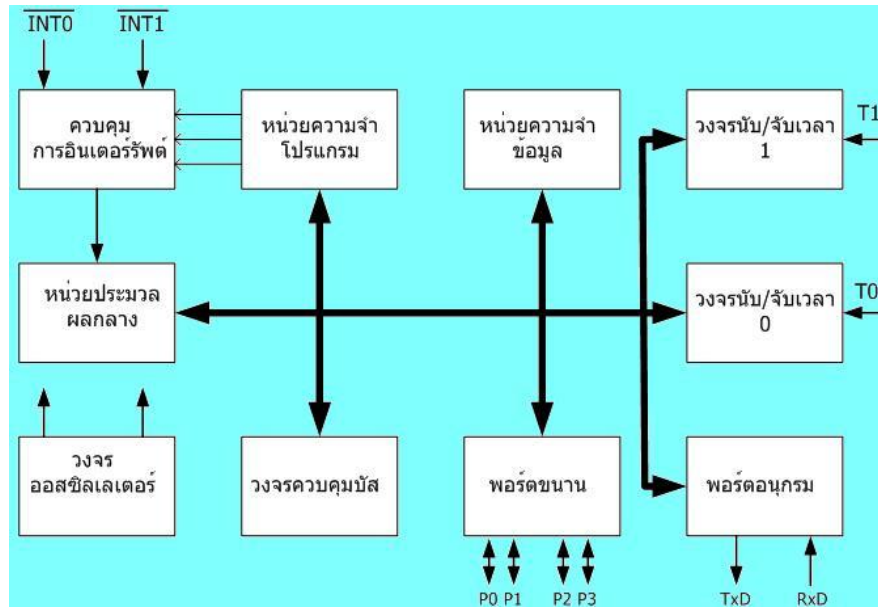 INT0 INT1
ควบคุม
การอินเตอร์รัพต์
หน่วยความจำ
โปรแกรม
หน่วยความจำ
ข้อมูล
วงจรนับ/จับเวลา
1
T1
หน่วยประมวล
ผลกลาง
วงจรนับ/จับเวลา
0
T0
วงจร
ออสซิลเลเตอร์
วงจรควบคุมบัส
พอร์ตขนาน
พอร์ตอนุกรม
P0 P1 P2 P3
TxD RxD